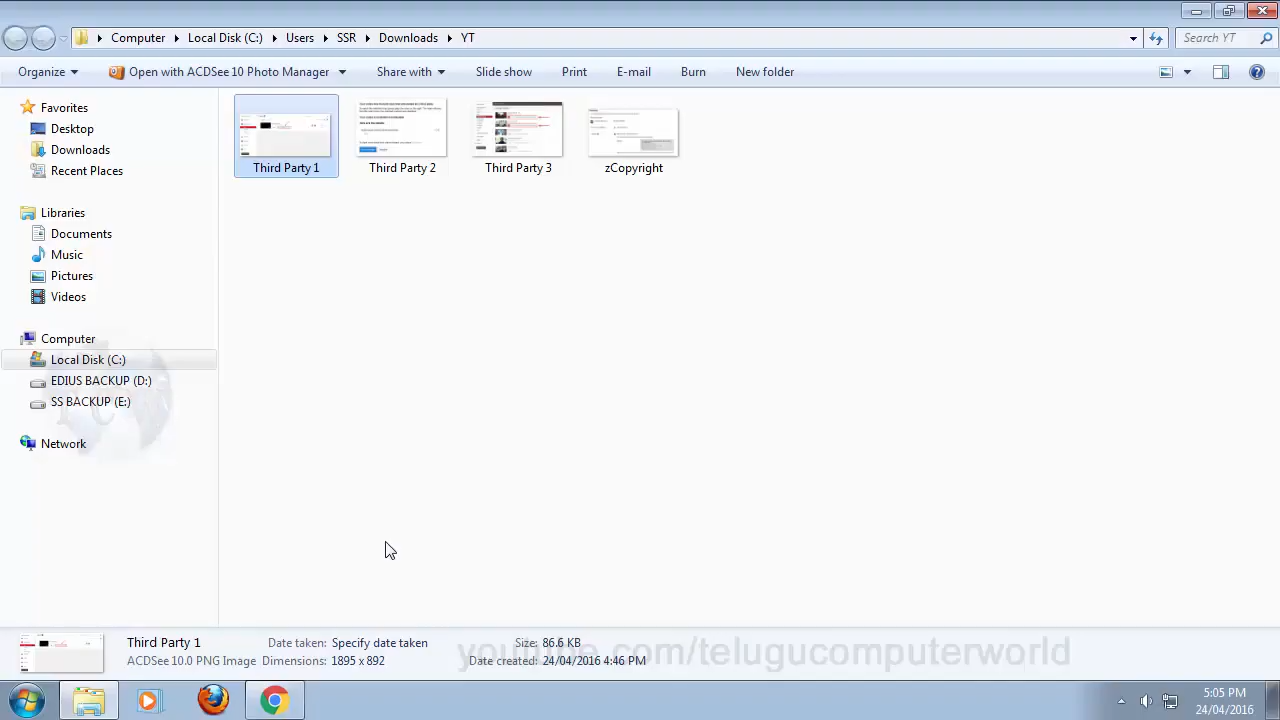 Computer Local Disk (C:) Users SSR Downloads YT Search YT
Organize Open with ACDSee 10 Photo Manager Share with Slide show Print E-mail Burn New folder
Favorites
Desktop
Downloads
Recent Places
Libraries
Documents
Music
Pictures
Videos
Computer
Local Disk (C:)
EDIUS BACKUP (D:)
SS BACKUP (E:)
Network
Third Party 1 Third Party 2 Third Party 3 zCopyright
Third Party 1 Date taken: Specify date taken Size: 86.6 KB
ACDSee 10.0 PNG Image Dimensions: 1895 x 892 Date created: 24/04/2016 4:46 PM
5:05 PM
24/04/2016